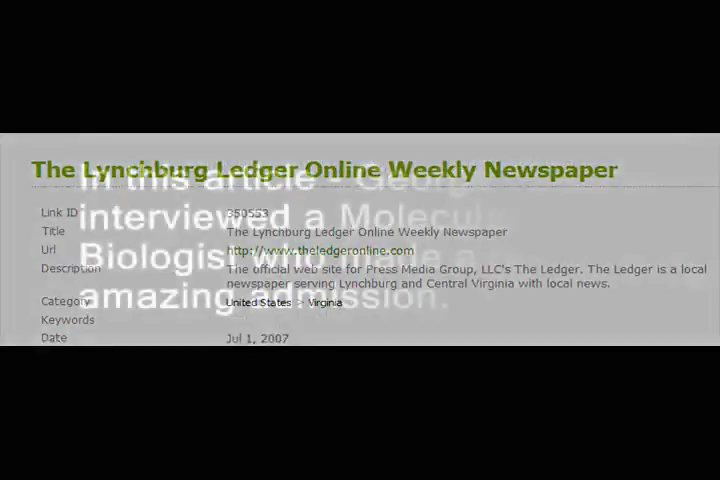 The Lynchburg Ledger Online Weekly Newspaper
In this article - Georg
interviewed a Molecul
Biologist who made a
amazing admission.
Link ID 350553
Title The Lynchburg Ledger Online Weekly Newspaper
Url http://www.theledgeronline.com
Description The official web site for Press Media Group, LLC's The Ledger. The Ledger is a local
newspaper serving Lynchburg and Central Virginia with local news.
Category United States > Virginia
Keywords
Date Jul 1, 2007